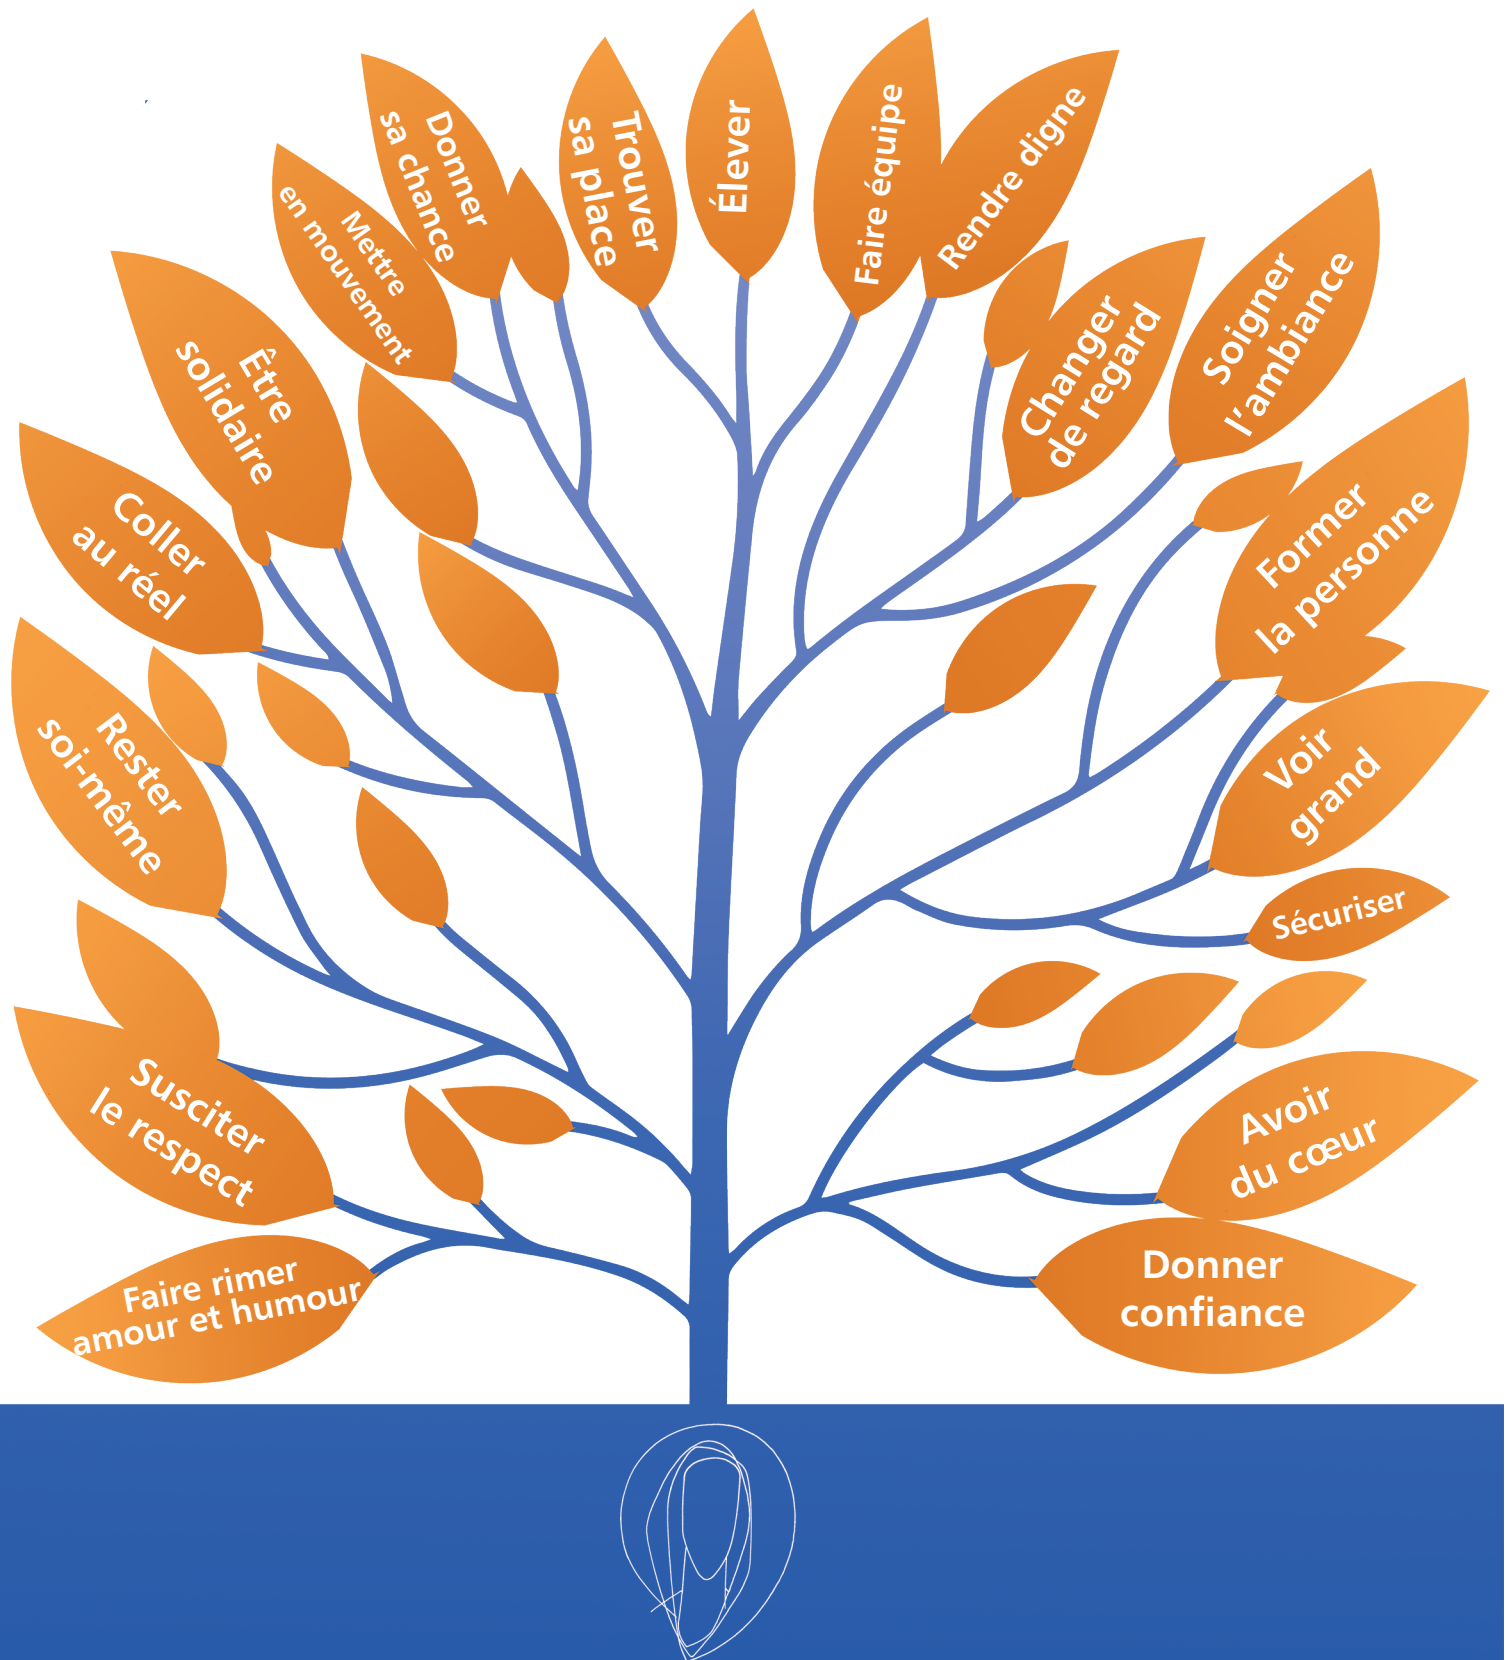 Faire rimer
amour et humour
Susciter
le respect
Rester
soi-même
Coller
au réel
Être
solidaire
Mettre
en mouvement
Donner
sa chance
Trouver
sa place
Élever
Faire équipe
Rendre digne
Changer
de regard
Soigner
l'ambiance
Former
la personne
Voir
grand
Sécuriser
Avoir
du cœur
Donner
confiance